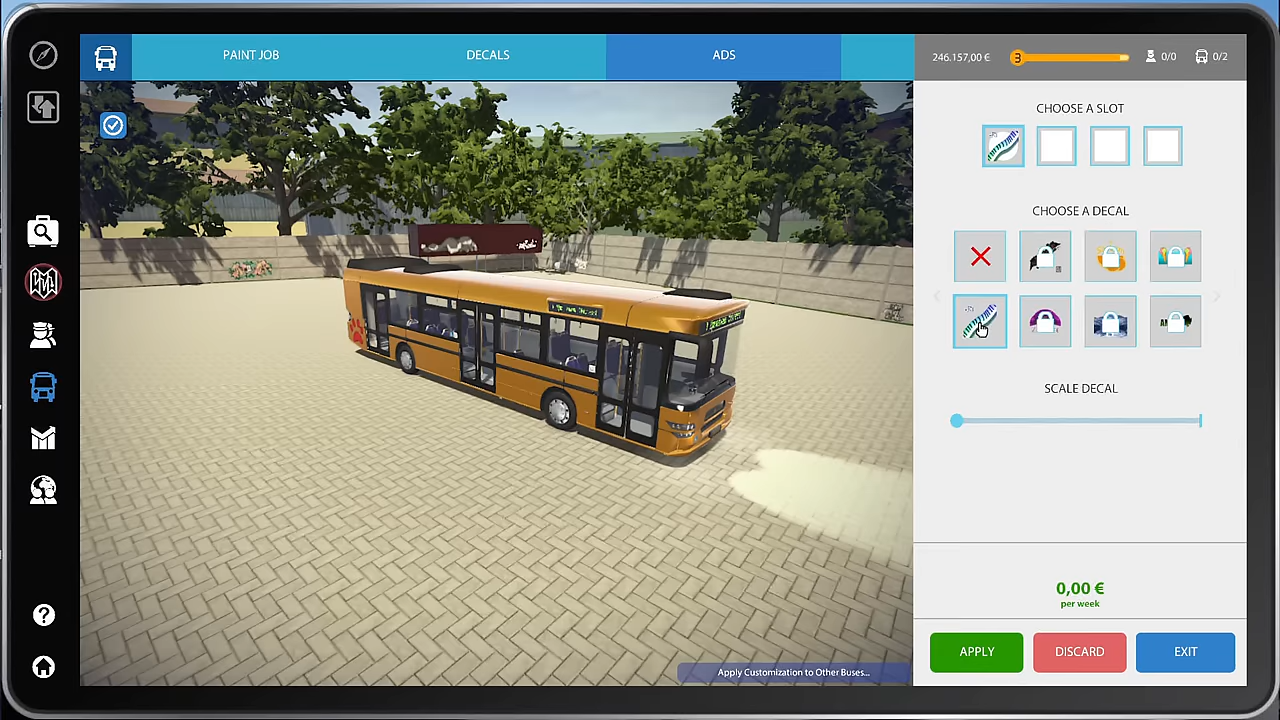 PAINT JOB
DECALS
ADS
246.157,00 €
3
0/0
0/2
CHOOSE A SLOT
CHOOSE A DECAL
SCALE DECAL
0,00 €
per week
APPLY
DISCARD
EXIT
Apply Customization to Other Buses...